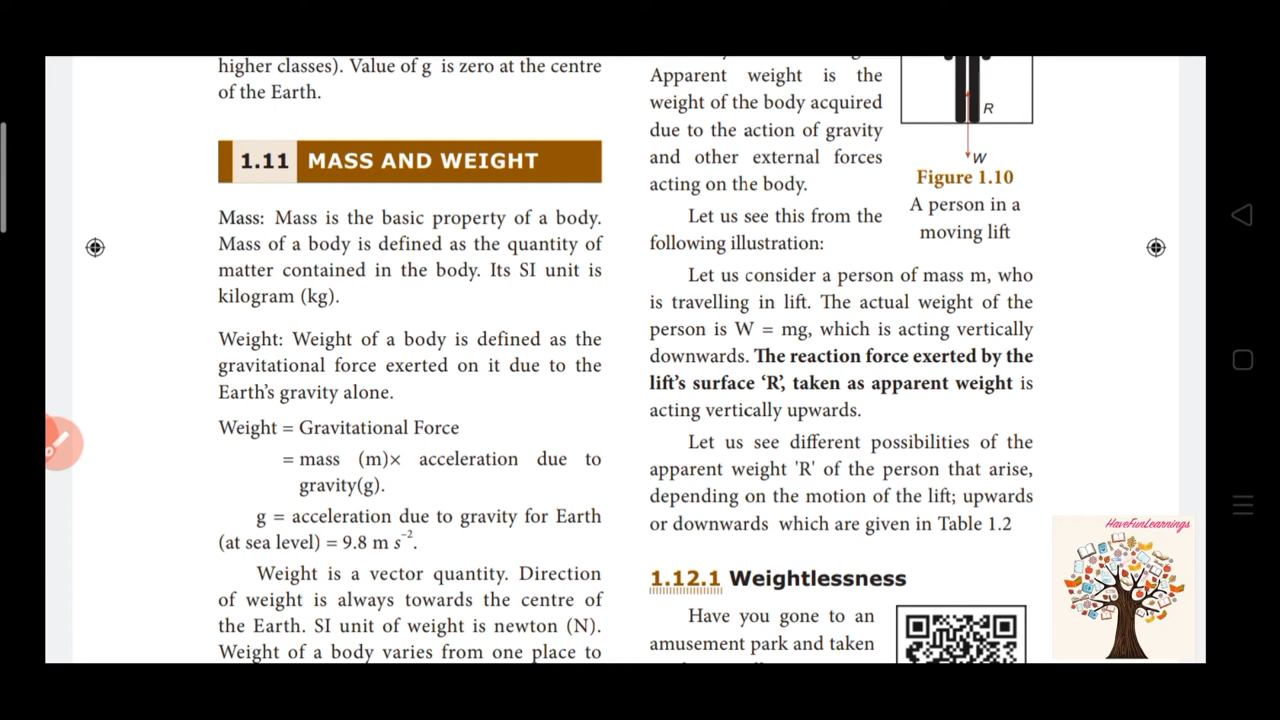 higher classes). Value of g is zero at the centre
of the Earth.
1.11 MASS AND WEIGHT
Mass: Mass is the basic property of a body.
Mass of a body is defined as the quantity of
matter contained in the body. Its SI unit is
kilogram (kg).
Weight: Weight of a body is defined as the
gravitational force exerted on it due to the
Earth's gravity alone.
Weight = Gravitational Force
= mass (m)× acceleration due to
gravity(g).
g = acceleration due to gravity for Earth
(at sea level) = 9.8 m s⁻².
Weight is a vector quantity. Direction
of weight is always towards the centre of
the Earth. SI unit of weight is newton (N).
Weight of a body varies from one place to
Apparent weight is the
weight of the body acquired
due to the action of gravity
and other external forces
acting on the body.
R
W
Figure 1.10
A person in a
moving lift
Let us see this from the
following illustration:
Let us consider a person of mass m, who
is travelling in lift. The actual weight of the
person is W = mg, which is acting vertically
downwards. The reaction force exerted by the
lift's surface ‘R’, taken as apparent weight is
acting vertically upwards.
Let us see different possibilities of the
apparent weight 'R' of the person that arise,
depending on the motion of the lift; upwards
or downwards which are given in Table 1.2
1.12.1 Weightlessness
Have you gone to an
amusement park and taken
HaveFunLearnings